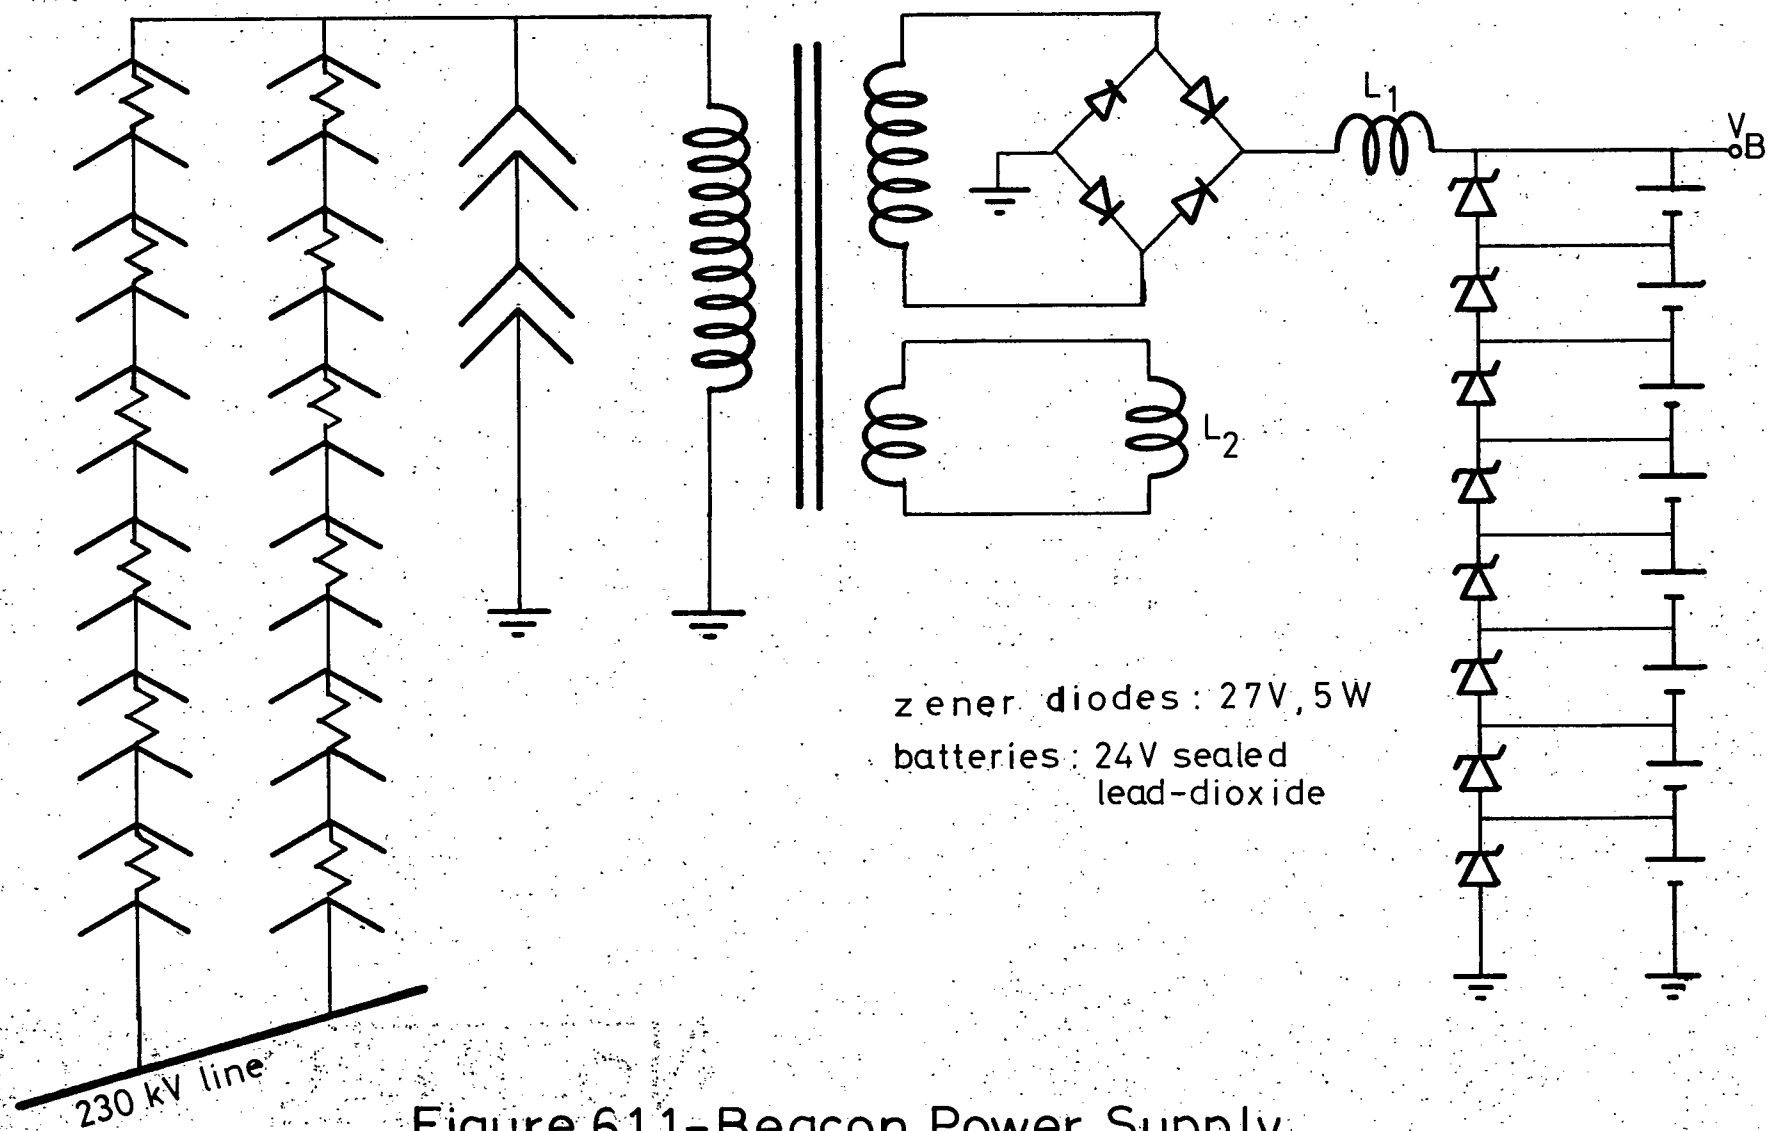 L1
VB
L2
zener diodes: 27V, 5W
batteries: 24V sealed
lead-dioxide
230 kV line
Figure 6.1.1-Beacon Power Supply